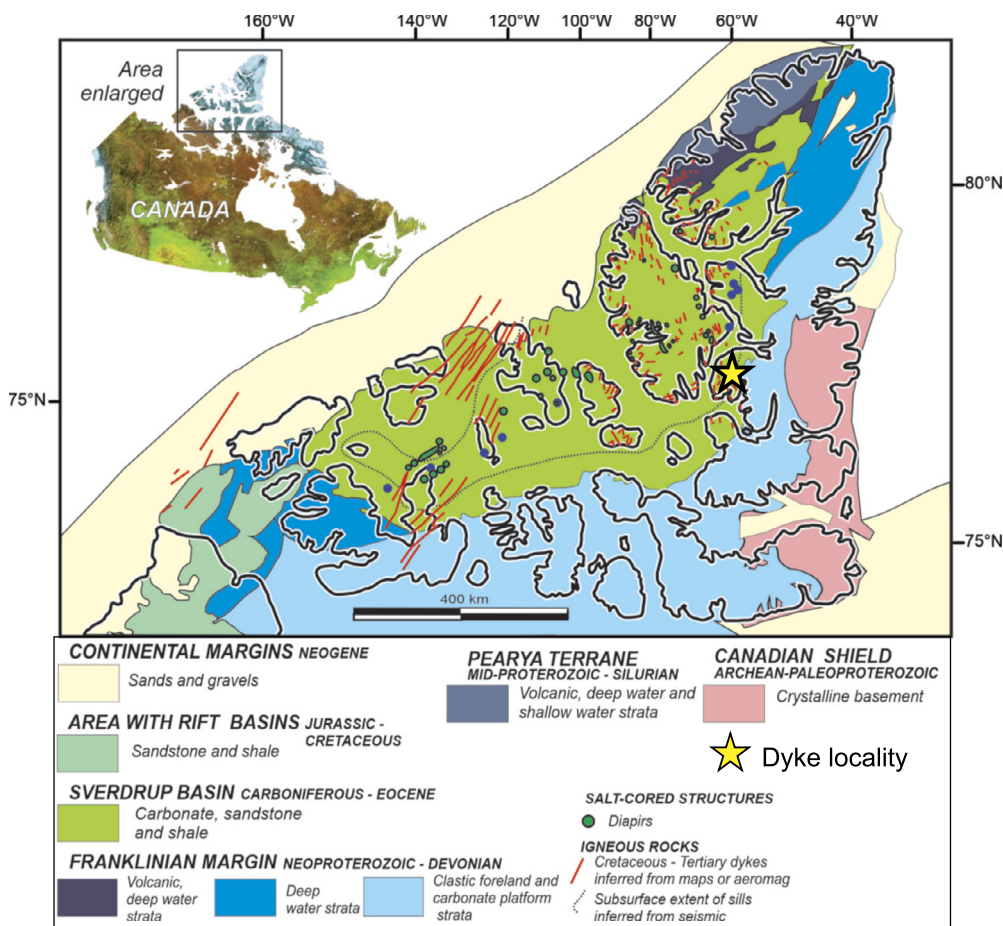 160°W 140°W 120°W 100°W 80°W 60°W 40°W
Area
enlarged
CANADA
80°N
75°N
75°N
400 km
CONTINENTAL MARGINS NEOGENE
Sands and gravels
AREA WITH RIFT BASINS JURASSIC -
CRETACEOUS
Sandstone and shale
SVERDRUP BASIN CARBONIFEROUS - EOCENE
Carbonate, sandstone
and shale
FRANKLINIAN MARGIN NEOPROTEROZOIC - DEVONIAN
Volcanic,
deep water
strata
Deep
water strata
Clastic foreland and
carbonate platform
strata
PEARYA TERRANE
MID-PROTEROZOIC - SILURIAN
Volcanic, deep water and
shallow water strata
CANADIAN SHIELD
ARCHEAN-PALEOPROTEROZOIC
Crystalline basement
Dyke locality
SALT-CORED STRUCTURES
Diapirs
IGNEOUS ROCKS
Cretaceous - Tertiary dykes
inferred from maps or aeromag
Subsurface extent of sills
inferred from seismic